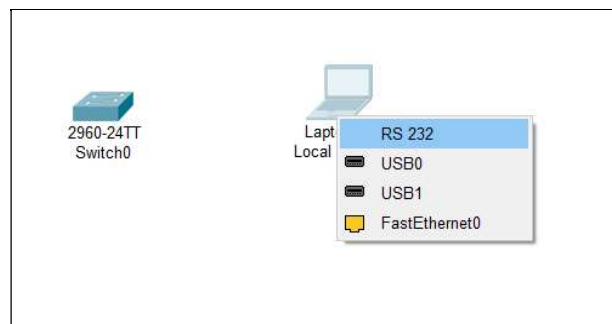 2960-24TT
Switch0
Lapt
Local
RS 232
USB0
USB1
FastEthernet0